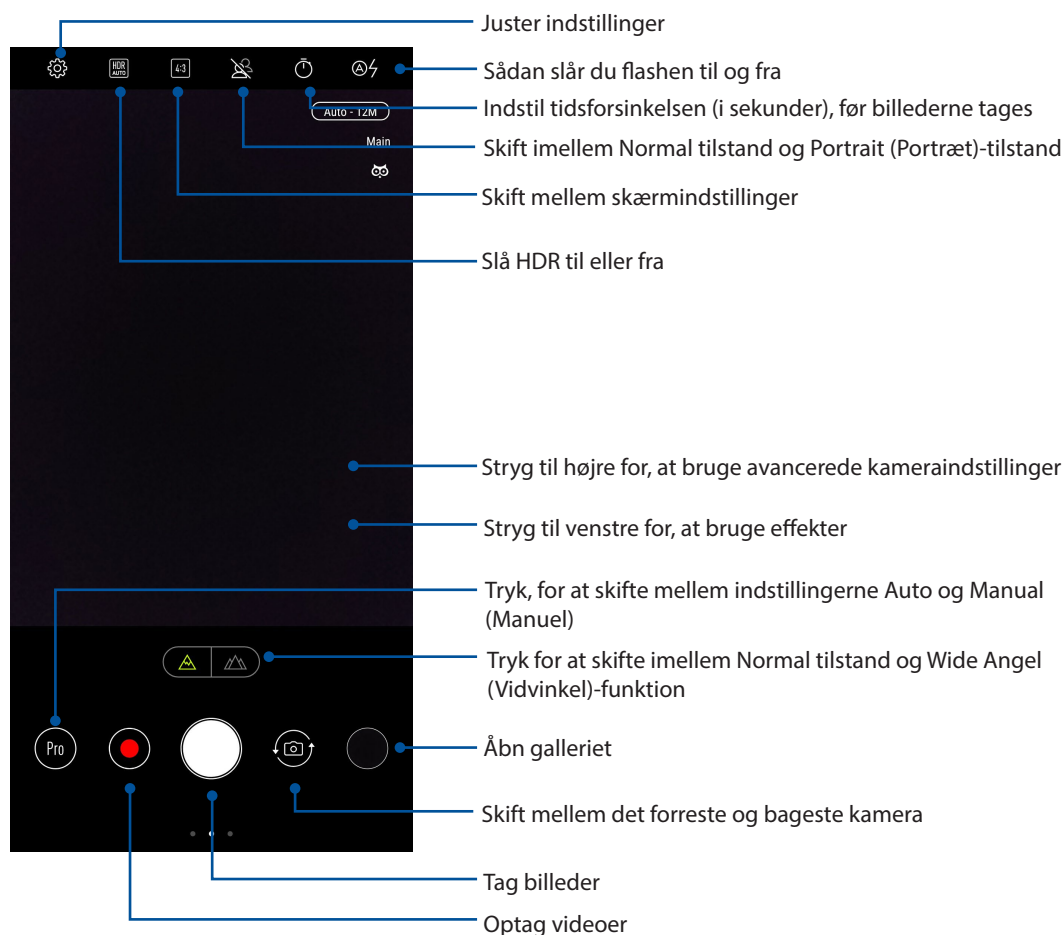 Juster indstillinger
HDR
AUTO
4:3
A
Sådan slår du flashen til og fra
Auto - 12M
Indstil tidsforsinkelsen (i sekunder), før billederne tages
Main
Skift imellem Normal tilstand og Portrait (Portræt)-tilstand
Skift mellem skærmindstillinger
Slå HDR til eller fra
Stryg til højre for, at bruge avancerede kameraindstillinger
Stryg til venstre for, at bruge effekter
Tryk, for at skifte mellem indstillingerne Auto og Manual
(Manuel)
Tryk for at skifte imellem Normal tilstand og Wide Angel
(Vidvinkel)-funktion
Pro
Åbn galleriet
Skift mellem det forreste og bageste kamera
Tag billeder
Optag videoer